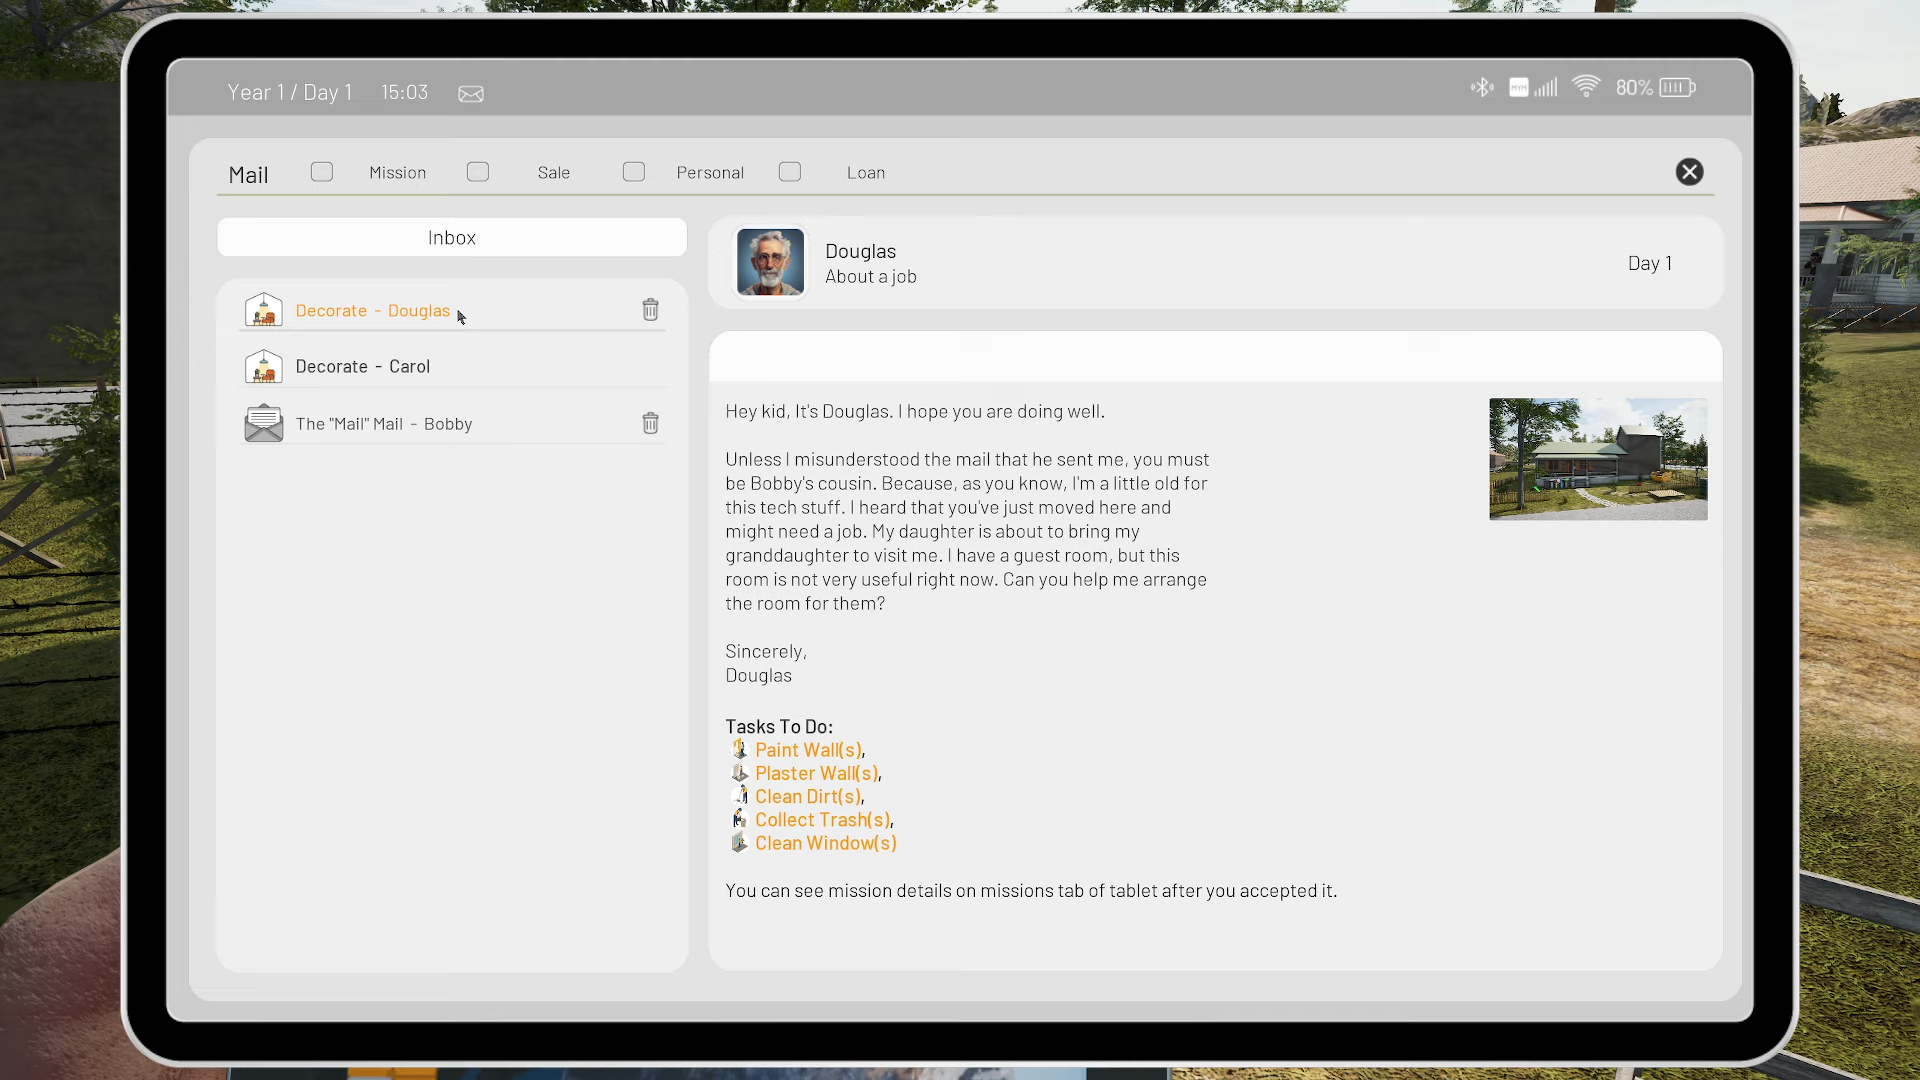 Year 1 / Day 1 15:03
80%
Mail Mission Sale Personal Loan
Inbox
Decorate - Douglas
Decorate - Carol
The "Mail" Mail - Bobby
Douglas
About a job
Day 1
Hey kid, It's Douglas. I hope you are doing well.
Unless I misunderstood the mail that he sent me, you must
be Bobby's cousin. Because, as you know, I'm a little old for
this tech stuff. I heard that you've just moved here and
might need a job. My daughter is about to bring my
granddaughter to visit me. I have a guest room, but this
room is not very useful right now. Can you help me arrange
the room for them?
Sincerely,
Douglas
Tasks To Do:
Paint Wall(s),
Plaster Wall(s),
Clean Dirt(s),
Collect Trash(s),
Clean Window(s)
You can see mission details on missions tab of tablet after you accepted it.